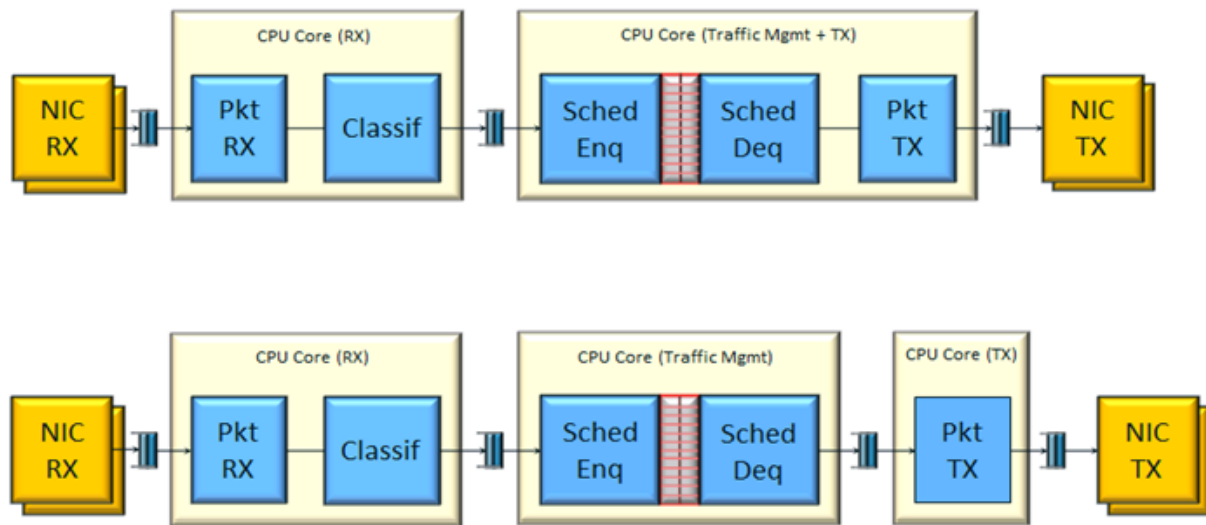 CPU Core (RX)
CPU Core (Traffic Mgmt + TX)
NIC
RX
Pkt
RX
Classif
Sched
Enq
Sched
Deq
Pkt
TX
NIC
TX
CPU Core (RX)
CPU Core (Traffic Mgmt)
CPU Core (TX)
NIC
RX
Pkt
RX
Classif
Sched
Enq
Sched
Deq
Pkt
TX
NIC
TX